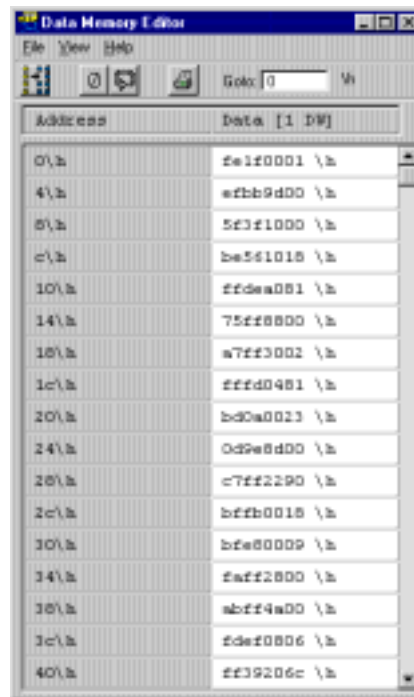 Data Memory Editor
File View Help
Goto: 0 \h
Address Data [1 DW]
0\h fe1f0001 \h
4\h efbb9d00 \h
8\h 5f3f1000 \h
c\h be561018 \h
10\h ffdea081 \h
14\h 75ff8800 \h
18\h a7ff3002 \h
1c\h fffd0481 \h
20\h bd0a0023 \h
24\h 0d9e8d00 \h
28\h c7ff2290 \h
2c\h bffb0018 \h
30\h bfe80009 \h
34\h faff2800 \h
38\h abff4a00 \h
3c\h fdef0806 \h
40\h ff39206c \h